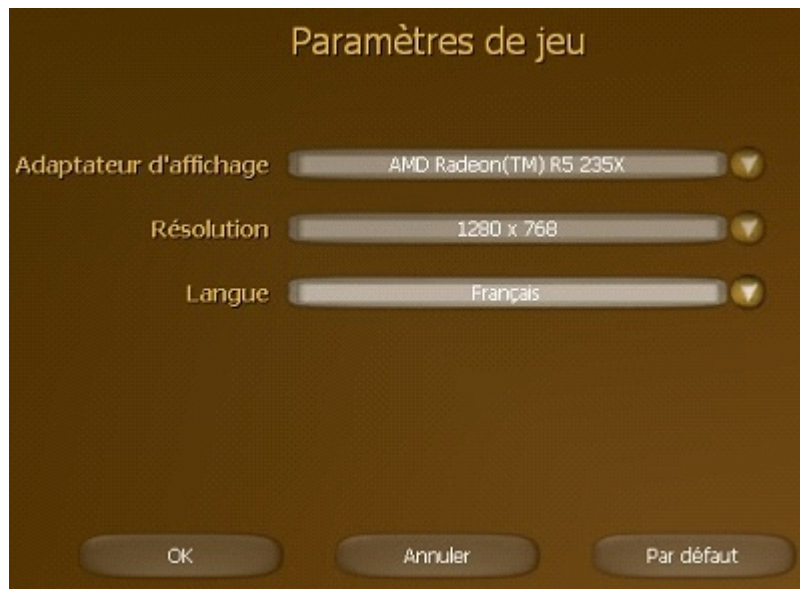 Paramètres de jeu
Adaptateur d'affichage AMD Radeon(TM) R5 235X
Résolution 1280 x 768
Langue Français
OK Annuler Par défaut